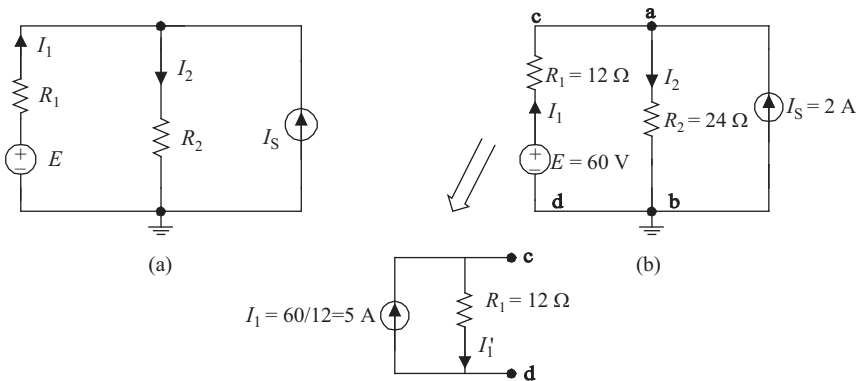 I1
R1
E
I2
R2
IS
(a)
c
a
R1 = 12 Ω
I1
E = 60 V
d
I2
R2 = 24 Ω
b
IS = 2 A
(b)
c
I1 = 60/12=5 A
R1 = 12 Ω
I1'
d